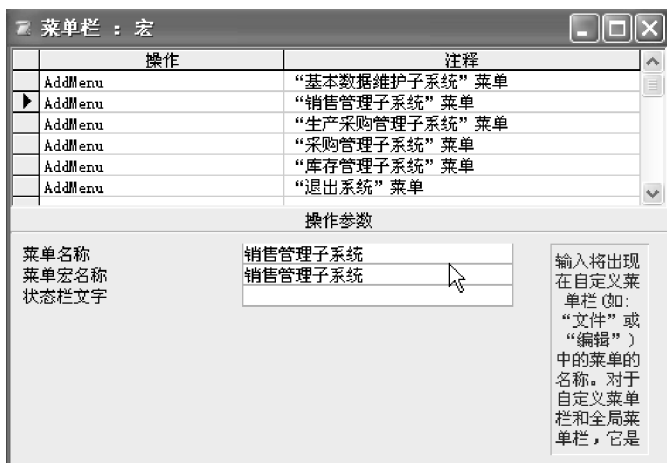 菜单栏 : 宏
操作 注释
AddMenu “基本数据维护子系统”菜单
AddMenu “销售管理子系统”菜单
AddMenu “生产采购管理子系统”菜单
AddMenu “采购管理子系统”菜单
AddMenu “库存管理子系统”菜单
AddMenu “退出系统”菜单
操作参数
菜单名称 销售管理子系统
菜单宏名称 销售管理子系统
状态栏文字
输入将出现
在自定义菜
单栏(如:
“文件”或
“编辑”)
中的菜单的
名称。对于
自定义菜单
栏和全局菜
单栏，它是